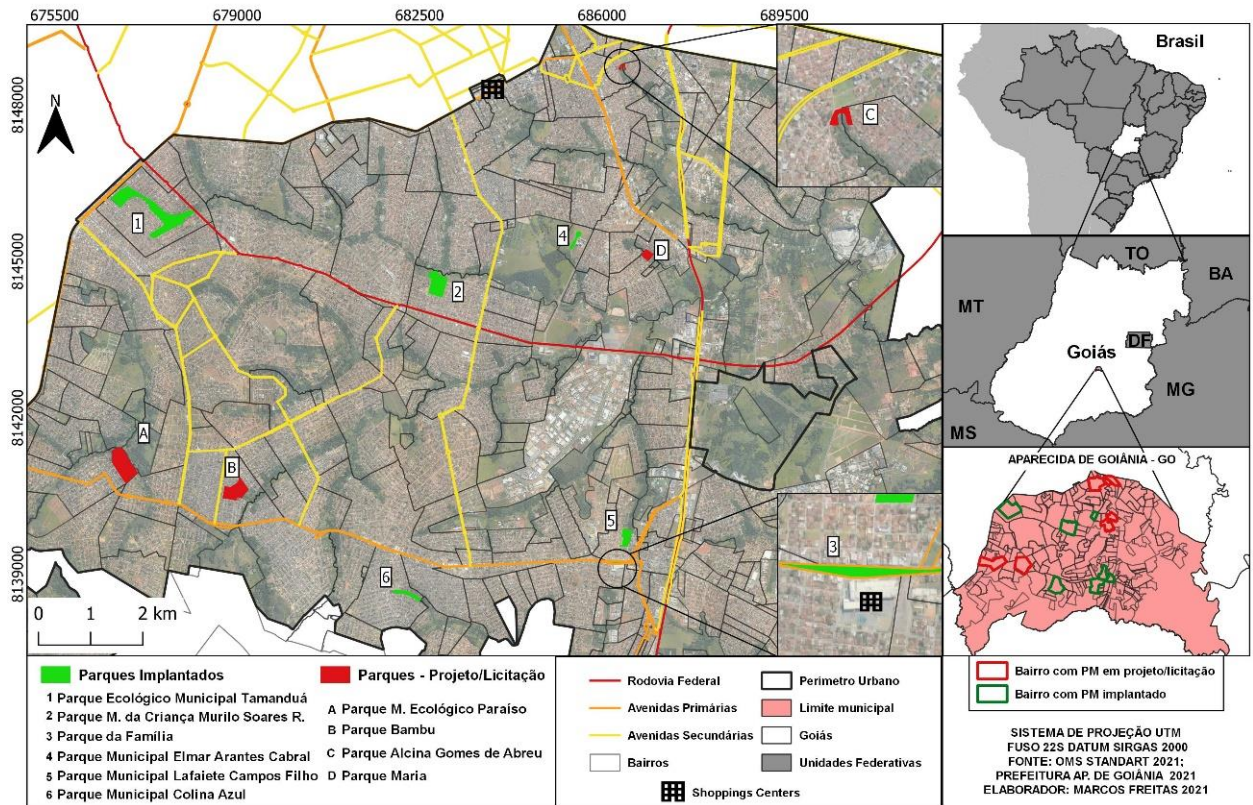 675500
679000
682500
686000
689500
8148000
8145000
8142000
8139000
N
1
2
4
D
C
A
B
5
6
3
0 1 2 km
Brasil
TO
BA
MT
DF
Goiás
MG
MS
APARECIDA DE GOIÂNIA - GO
Parques Implantados
1 Parque Ecológico Municipal Tamanduá
2 Parque M. da Criança Murilo Soares R.
3 Parque da Família
4 Parque Municipal Elmar Arantes Cabral
5 Parque Municipal Lafaiete Campos Filho
6 Parque Municipal Colina Azul
Parques - Projeto/Licitação
A Parque M. Ecológico Paraíso
B Parque Bambu
C Parque Alcina Gomes de Abreu
D Parque Maria
Rodovia Federal
Avenidas Primárias
Avenidas Secundárias
Bairros
Perimetro Urbano
Limite municipal
Goiás
Unidades Federativas
Shoppings Centers
Bairro com PM em projeto/licitação
Bairro com PM implantado
SISTEMA DE PROJEÇÃO UTM
FUSO 22S DATUM SIRGAS 2000
FONTE: OMS STANDART 2021;
PREFEITURA AP. DE GOIÂNIA 2021
ELABORADOR: MARCOS FREITAS 2021